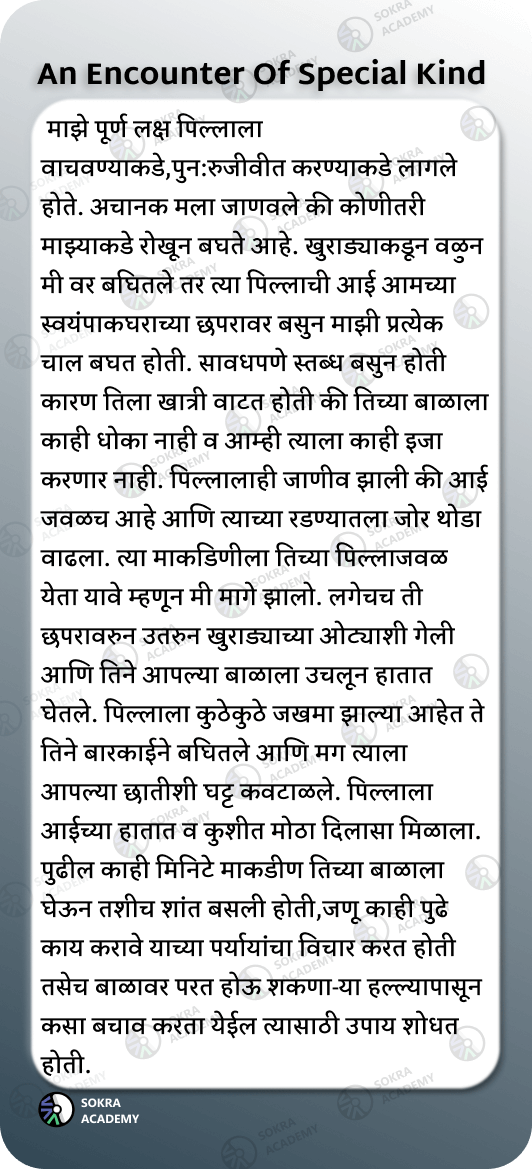 An Encounter Of Special Kind
माझे पूर्ण लक्ष पिल्लाला
वाचवण्याकडे,पुन:रुजीवीत करण्याकडे लागले
होते. अचानक मला जाणवले की कोणीतरी
माझ्याकडे रोखून बघते आहे. खुराड्याकडून वळुन
मी वर बघितले तर त्या पिल्लाची आई आमच्या
स्वयंपाकघराच्या छपरावर बसुन माझी प्रत्येक
चाल बघत होती. सावधपणे स्तब्ध बसुन होती
कारण तिला खात्री वाटत होती की तिच्या बाळाला
काही धोका नाही व आम्ही त्याला काही इजा
करणार नाही. पिल्लालाही जाणीव झाली की आई
जवळच आहे आणि त्याच्या रडण्यातला जोर थोडा
वाढला. त्या माकडिणीला तिच्या पिल्लाजवळ
येता यावे म्हणून मी मागे झालो. लगेचच ती
छपरावरुन उतरुन खुराड्याच्या ओट्याशी गेली
आणि तिने आपल्या बाळाला उचलून हातात
घेतले. पिल्लाला कुठेकुठे जखमा झाल्या आहेत ते
तिने बारकाईने बघितले आणि मग त्याला
आपल्या छातीशी घट्ट कवटाळले. पिल्लाला
आईच्या हातात व कुशीत मोठा दिलासा मिळाला.
पुढील काही मिनिटे माकडीण तिच्या बाळाला
घेऊन तशीच शांत बसली होती,जणू काही पुढे
काय करावे याच्या पर्यायांचा विचार करत होती
तसेच बाळावर परत होऊ शकणा-या हल्ल्यापासून
कसा बचाव करता येईल त्यासाठी उपाय शोधत
होती.
SOKRA
ACADEMY